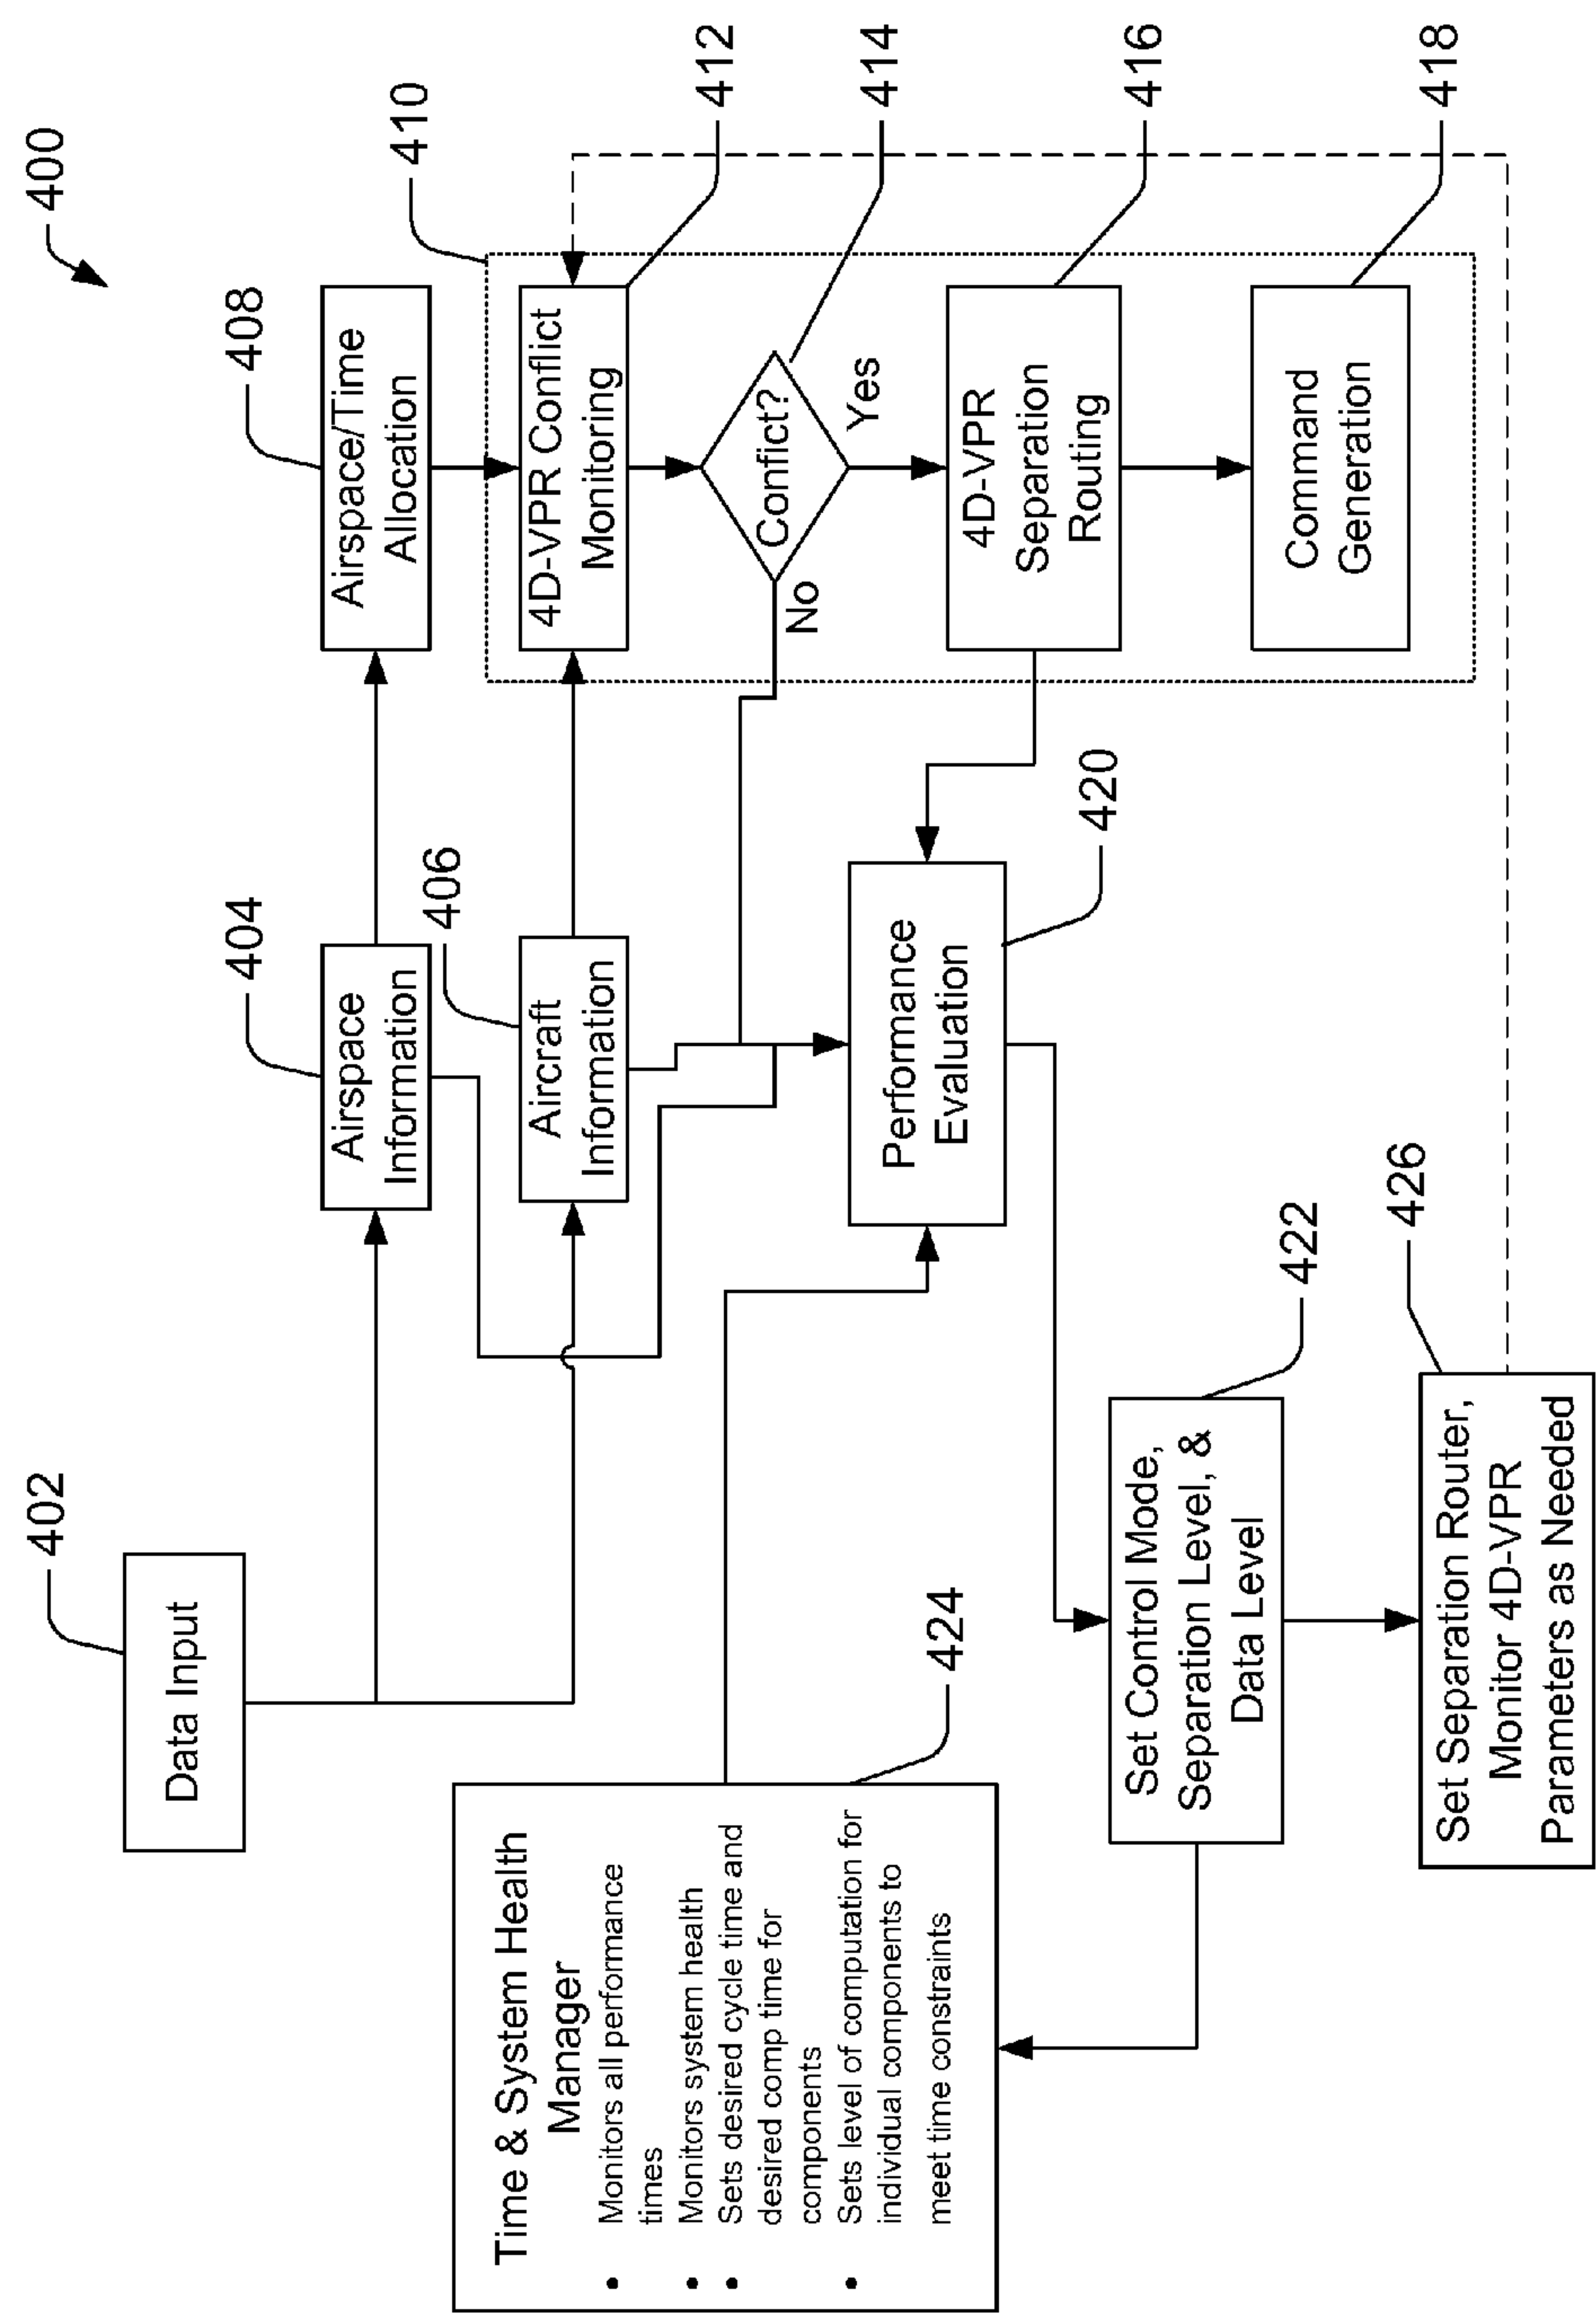 400
402
Data Input
404
Airspace
Information
408
Airspace/Time
Allocation
410
406
Aircraft
Information
4D-VPR Conflict
Monitoring
412
Confict?
414
No
Yes
Time & System Health
Manager
• Monitors all performance
times
• Monitors system health
• Sets desired cycle time and
desired comp time for
components
• Sets level of computation for
individual components to
meet time constraints
424
Performance
Evaluation
420
4D-VPR
Separation
Routing
416
Set Control Mode,
Separation Level, &
Data Level
422
Command
Generation
418
Set Separation Router,
Monitor 4D-VPR
Parameters as Needed
426